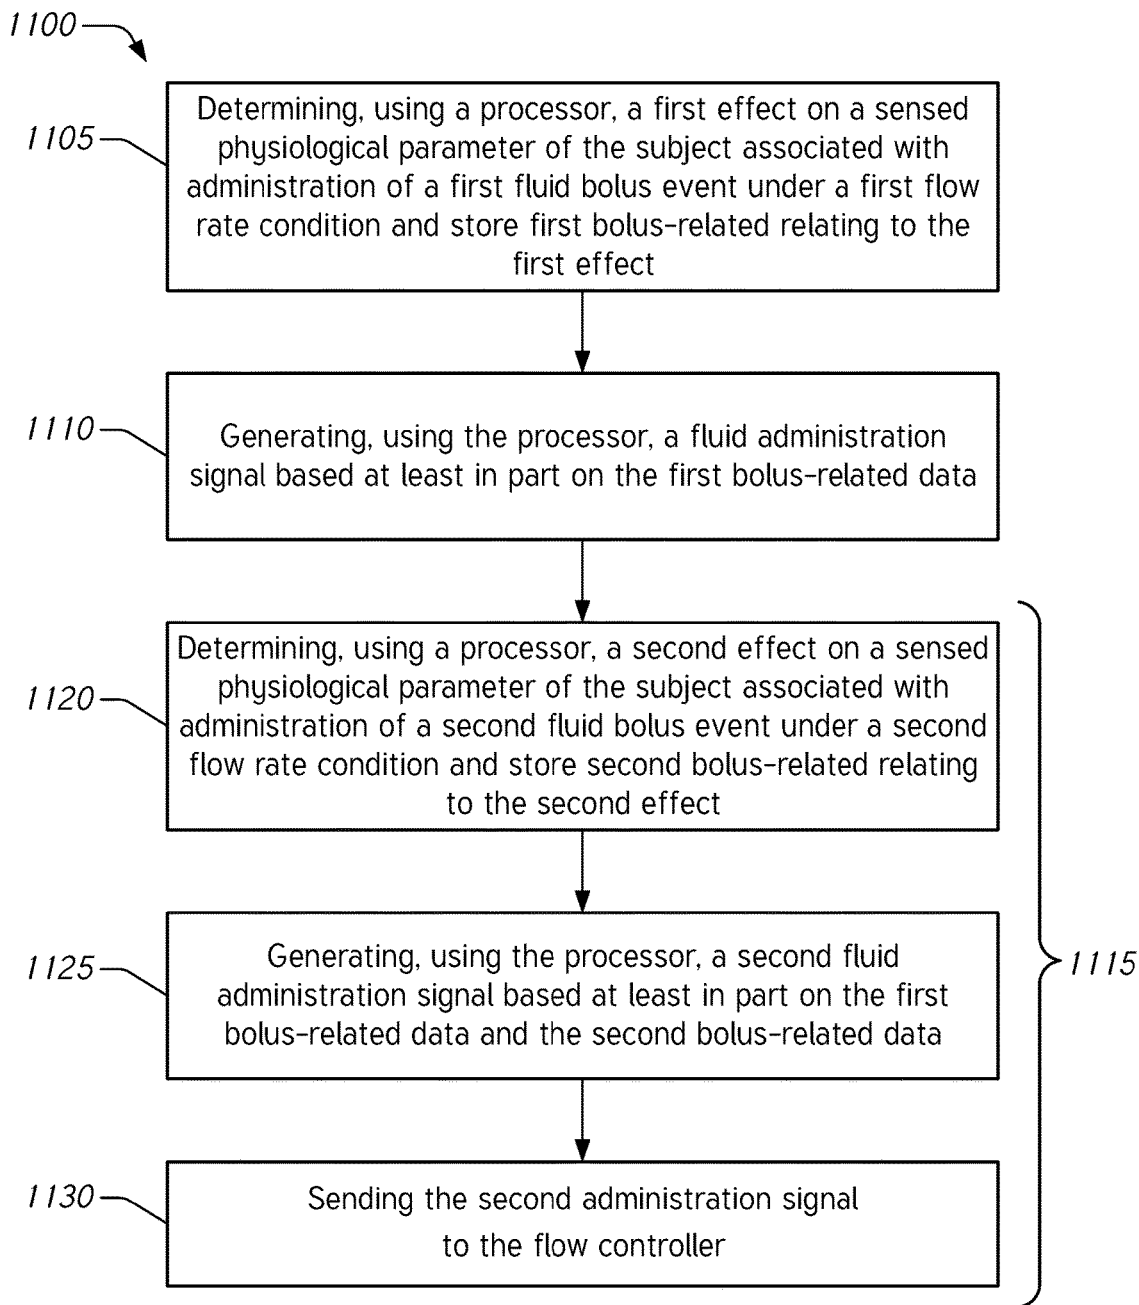 1100
1105
Determining, using a processor, a first effect on a sensed
physiological parameter of the subject associated with
administration of a first fluid bolus event under a first flow
rate condition and store first bolus-related relating to the
first effect
1110
Generating, using the processor, a fluid administration
signal based at least in part on the first bolus-related data
1120
Determining, using a processor, a second effect on a sensed
physiological parameter of the subject associated with
administration of a second fluid bolus event under a second
flow rate condition and store second bolus-related relating
to the second effect
1125
Generating, using the processor, a second fluid
administration signal based at least in part on the first
bolus-related data and the second bolus-related data
1115
1130
Sending the second administration signal
to the flow controller